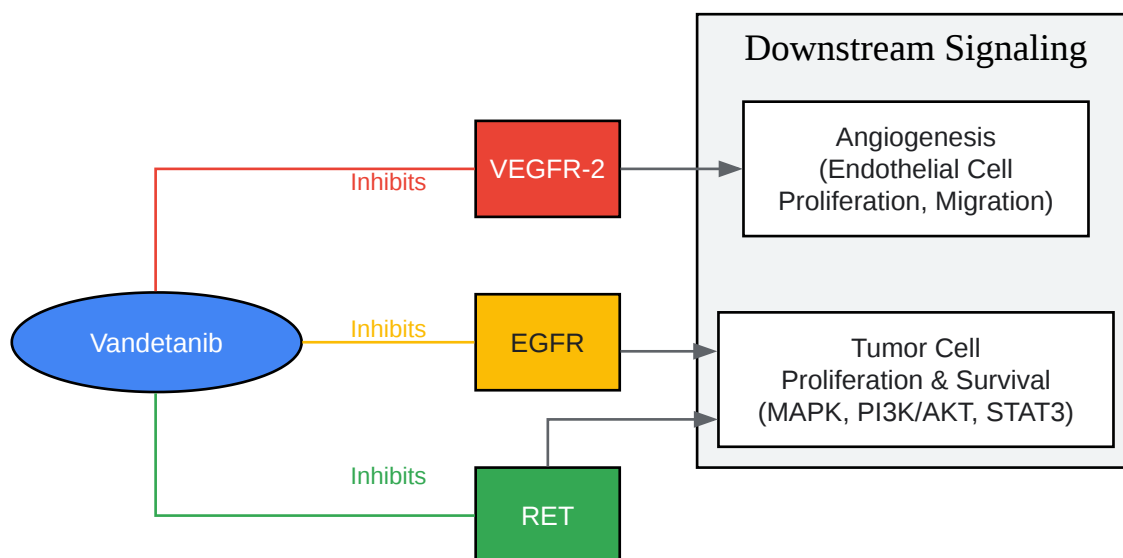 Downstream Signaling
Angiogenesis
(Endothelial Cell
Proliferation, Migration)
VEGFR-2
Inhibits
Vandetanib
Inhibits
EGFR
Tumor Cell
Proliferation & Survival
(MAPK, PI3K/AKT, STAT3)
Inhibits
RET